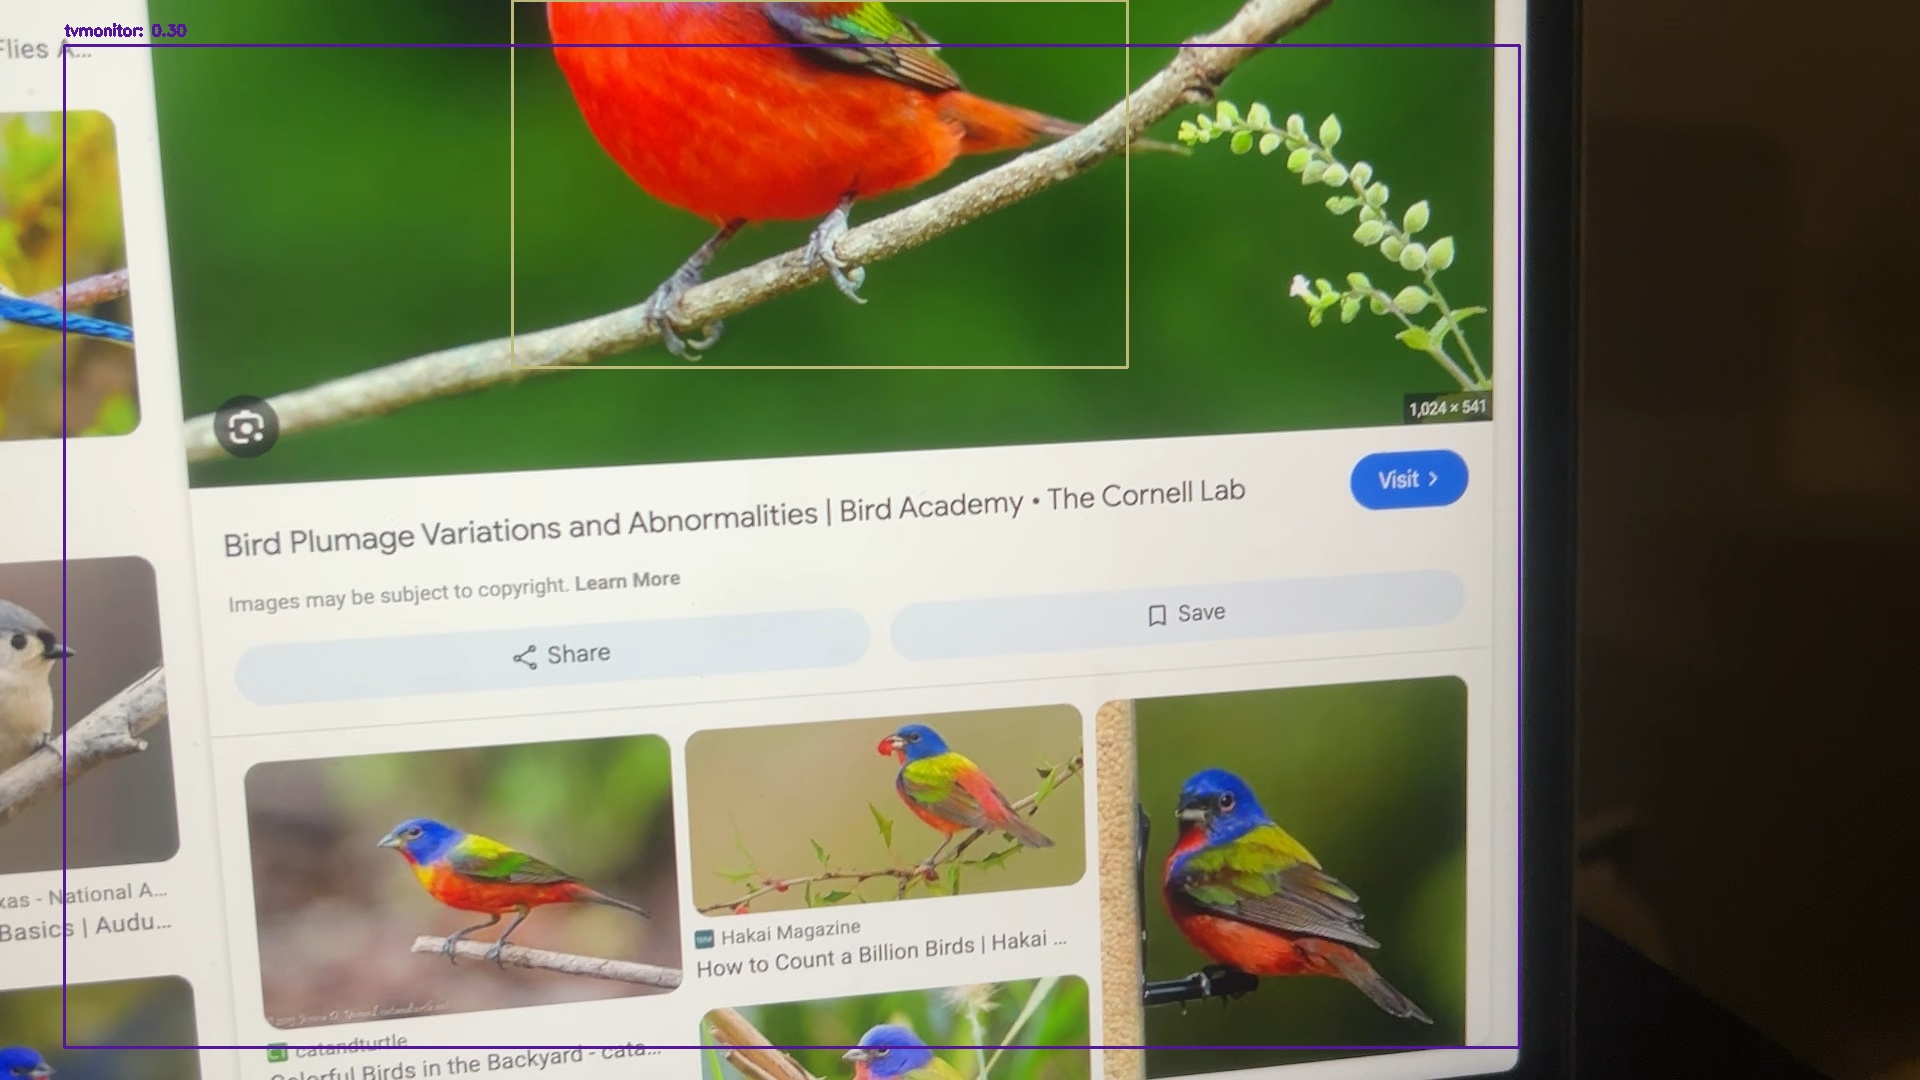 tvmonitor: 0.30
Flies A...
1,024 × 541
Bird Plumage Variations and Abnormalities | Bird Academy • The Cornell Lab
Visit >
Images may be subject to copyright. Learn More
Share
Save
xas - National A...
Basics | Audu...
Hakai Magazine
How to Count a Billion Birds | Hakai ...
catandturtle
Colorful Birds in the Backyard - cata...